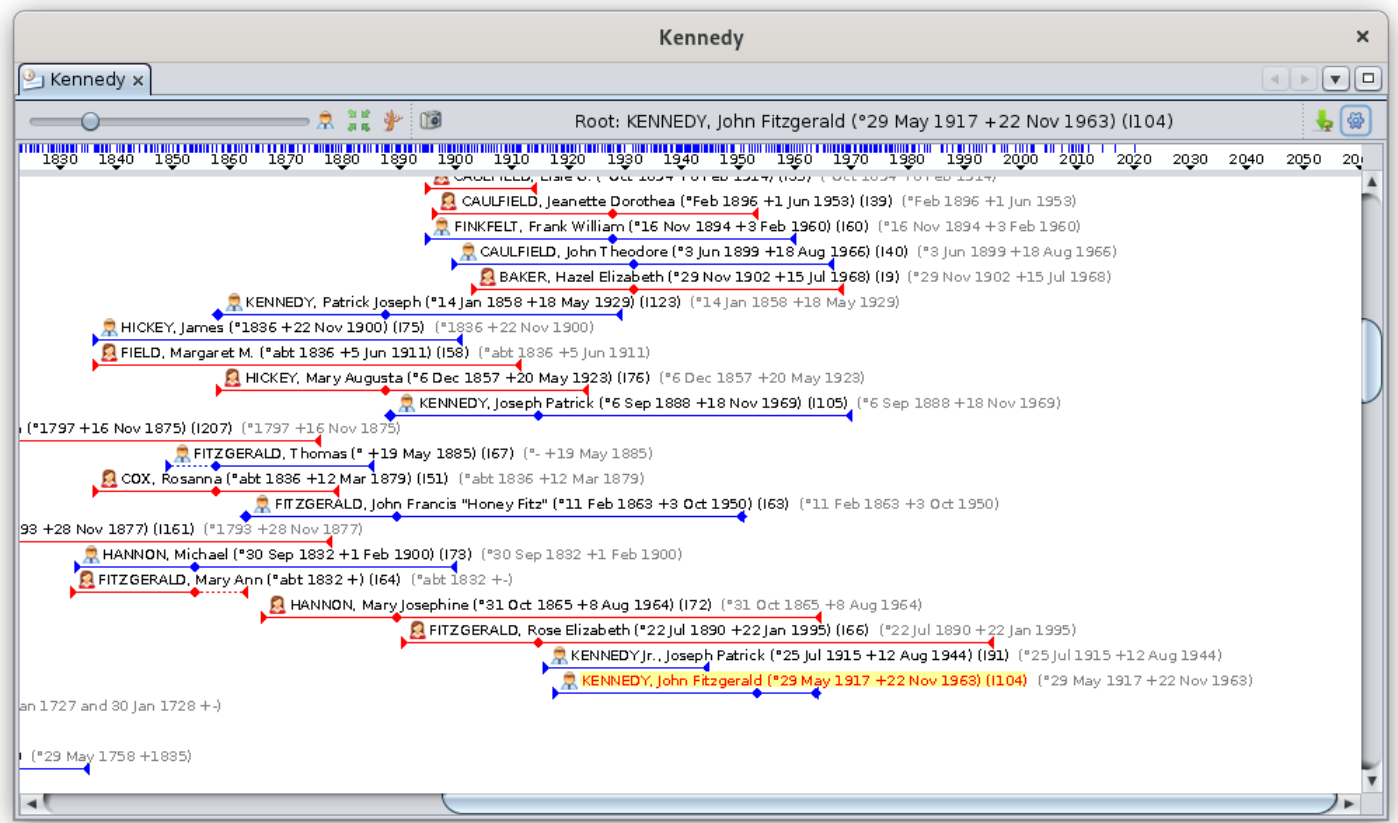 Kennedy
Kennedy
Root: KENNEDY, John Fitzgerald (°29 May 1917 +22 Nov 1963) (I104)
1830 1840 1850 1860 1870 1880 1890 1900 1910 1920 1930 1940 1950 1960 1970 1980 1990 2000 2010 2020 2030 2040 2050 20
CAULFIELD, Jeanette Dorothea (°Feb 1896 +1 Jun 1953) (I39) (°Feb 1896 +1 Jun 1953)
FINKFELT, Frank William (°16 Nov 1894 +3 Feb 1960) (I60) (°16 Nov 1894 +3 Feb 1960)
CAULFIELD, John Theodore (°3 Jun 1899 +18 Aug 1966) (I40) (°3 Jun 1899 +18 Aug 1966)
BAKER, Hazel Elizabeth (°29 Nov 1902 +15 Jul 1968) (I9) (°29 Nov 1902 +15 Jul 1968)
KENNEDY, Patrick Joseph (°14 Jan 1858 +18 May 1929) (I123) (°14 Jan 1858 +18 May 1929)
HICKEY, James (°1836 +22 Nov 1900) (I75) (°1836 +22 Nov 1900)
FIELD, Margaret M. (°abt 1836 +5 Jun 1911) (I58) (°abt 1836 +5 Jun 1911)
HICKEY, Mary Augusta (°6 Dec 1857 +20 May 1923) (I76) (°6 Dec 1857 +20 May 1923)
KENNEDY, Joseph Patrick (°6 Sep 1888 +18 Nov 1969) (I105) (°6 Sep 1888 +18 Nov 1969)
(°1797 +16 Nov 1875) (I207) (°1797 +16 Nov 1875)
FITZGERALD, Thomas (° +19 May 1885) (I67) (°- +19 May 1885)
COX, Rosanna (°abt 1836 +12 Mar 1879) (I51) (°abt 1836 +12 Mar 1879)
FITZGERALD, John Francis "Honey Fitz" (°11 Feb 1863 +3 Oct 1950) (I63) (°11 Feb 1863 +3 Oct 1950)
93 +28 Nov 1877) (I161) (°1793 +28 Nov 1877)
HANNON, Michael (°30 Sep 1832 +1 Feb 1900) (I73) (°30 Sep 1832 +1 Feb 1900)
FITZGERALD, Mary Ann (°abt 1832 +) (I64) (°abt 1832 +-)
HANNON, Mary Josephine (°31 Oct 1865 +8 Aug 1964) (I72) (°31 Oct 1865 +8 Aug 1964)
FITZGERALD, Rose Elizabeth (°22 Jul 1890 +22 Jan 1995) (I66) (°22 Jul 1890 +22 Jan 1995)
KENNEDY Jr., Joseph Patrick (°25 Jul 1915 +12 Aug 1944) (I91) (°25 Jul 1915 +12 Aug 1944)
KENNEDY, John Fitzgerald (°29 May 1917 +22 Nov 1963) (I104) (°29 May 1917 +22 Nov 1963)
an 1727 and 30 Jan 1728 +-)
(°29 May 1758 +1835)